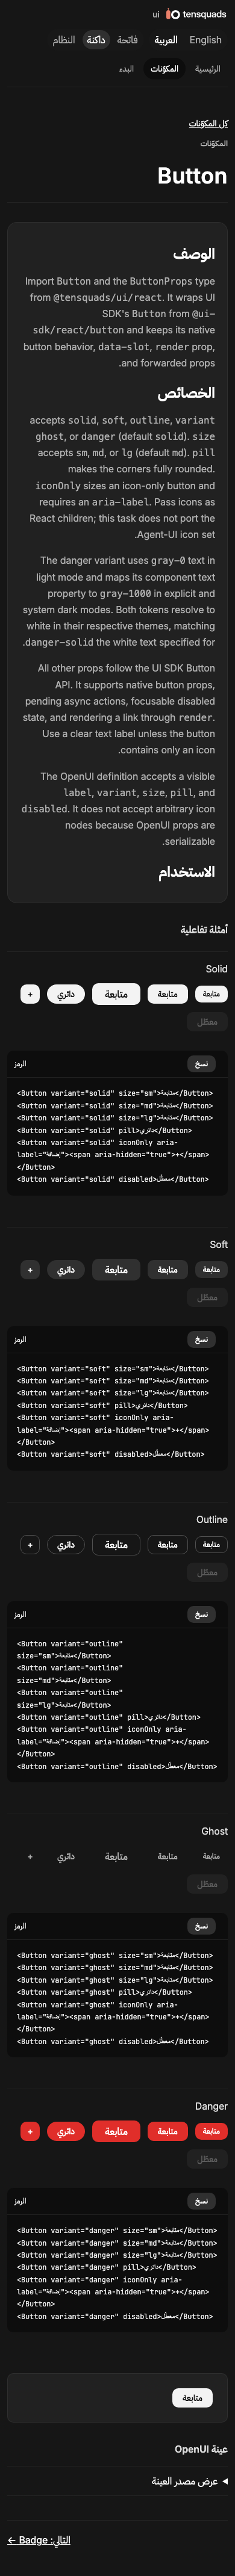 tensquads ui
English العربية فاتحة داكنة النظام
الرئيسية المكوّنات البدء
كل المكوّنات
المكوّنات
Button
الوصف
Import Button and the ButtonProps type
from @tensquads/ui/react. It wraps UI
SDK's Button from @ui-
sdk/react/button and keeps its native
button behavior, data-slot, render prop,
and forwarded props.
الخصائص
accepts solid, soft, outline, variant
ghost, or danger (default solid). size
accepts sm, md, or lg (default md). pill
makes the corners fully rounded.
iconOnly sizes an icon-only button and
requires an aria-label. Pass icons as
React children; this task does not port the
Agent-UI icon set.
The danger variant uses gray-0 text in
light mode and maps its component
property to gray-1000 in explicit and
system dark modes. Both tokens resolve to
white in their respective themes, matching
the white text specified for danger-solid.
All other props follow the UI SDK Button
API. It supports native button props,
pending async actions, focusable disabled
state, and rendering a link through render.
Use a clear text label unless the button
contains only an icon.
The OpenUI definition accepts a visible
label, variant, size, pill, and
disabled. It does not accept arbitrary icon
nodes because OpenUI props are
serializable.
الاستخدام
أمثلة تفاعلية
Solid
متابعة متابعة متابعة دائري +
معطّل
نسخ الرمز
<Button variant="solid" size="sm">متابعة</Button>
<Button variant="solid" size="md">متابعة</Button>
<Button variant="solid" size="lg">متابعة</Button>
<Button variant="solid" pill>دائري</Button>
<Button variant="solid" iconOnly aria-
label="إضافة"><span aria-hidden="true">+</span>
</Button>
<Button variant="solid" disabled>معطّل</Button>
Soft
متابعة متابعة متابعة دائري +
معطّل
نسخ الرمز
<Button variant="soft" size="sm">متابعة</Button>
<Button variant="soft" size="md">متابعة</Button>
<Button variant="soft" size="lg">متابعة</Button>
<Button variant="soft" pill>دائري</Button>
<Button variant="soft" iconOnly aria-
label="إضافة"><span aria-hidden="true">+</span>
</Button>
<Button variant="soft" disabled>معطّل</Button>
Outline
متابعة متابعة متابعة دائري +
معطّل
نسخ الرمز
<Button variant="outline"
size="sm">متابعة</Button>
<Button variant="outline"
size="md">متابعة</Button>
<Button variant="outline"
size="lg">متابعة</Button>
<Button variant="outline" pill>دائري</Button>
<Button variant="outline" iconOnly aria-
label="إضافة"><span aria-hidden="true">+</span>
</Button>
<Button variant="outline" disabled>معطّل</Button>
Ghost
متابعة متابعة متابعة دائري +
معطّل
نسخ الرمز
<Button variant="ghost" size="sm">متابعة</Button>
<Button variant="ghost" size="md">متابعة</Button>
<Button variant="ghost" size="lg">متابعة</Button>
<Button variant="ghost" pill>دائري</Button>
<Button variant="ghost" iconOnly aria-
label="إضافة"><span aria-hidden="true">+</span>
</Button>
<Button variant="ghost" disabled>معطّل</Button>
Danger
متابعة متابعة متابعة دائري +
معطّل
نسخ الرمز
<Button variant="danger" size="sm">متابعة</Button>
<Button variant="danger" size="md">متابعة</Button>
<Button variant="danger" size="lg">متابعة</Button>
<Button variant="danger" pill>دائري</Button>
<Button variant="danger" iconOnly aria-
label="إضافة"><span aria-hidden="true">+</span>
</Button>
<Button variant="danger" disabled>معطّل</Button>
متابعة
عينة OpenUI
عرض مصدر العينة
التالي: Badge ←